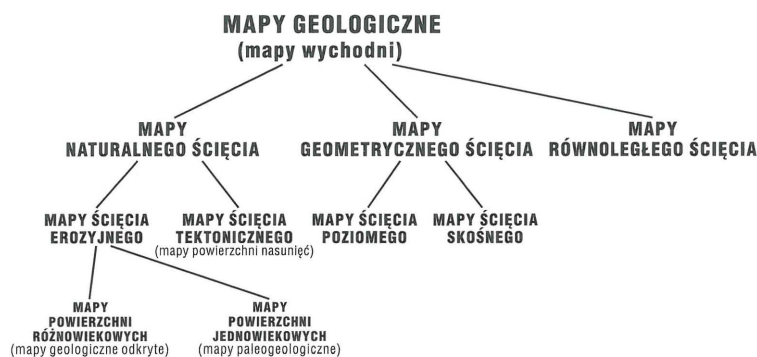 MAPY GEOLOGICZNE
(mapy wychodni)
MAPY
NATURALNEGO ŚCIĘCIA
MAPY
GEOMETRYCZNEGO ŚCIĘCIA
MAPY
RÓWNOLEGŁEGO ŚCIĘCIA
MAPY ŚCIĘCIA
EROZYJNEGO
MAPY ŚCIĘCIA
TEKTONICZNEGO
(mapy powierzchni nasunięć)
MAPY ŚCIĘCIA
POZIOMEGO
MAPY ŚCIĘCIA
SKOŚNEGO
MAPY
POWIERZCHNI
RÓŻNOWIEKOWYCH
(mapy geologiczne odkryte)
MAPY
POWIERZCHNI
JEDNOWIEKOWYCH
(mapy paleogeologiczne)